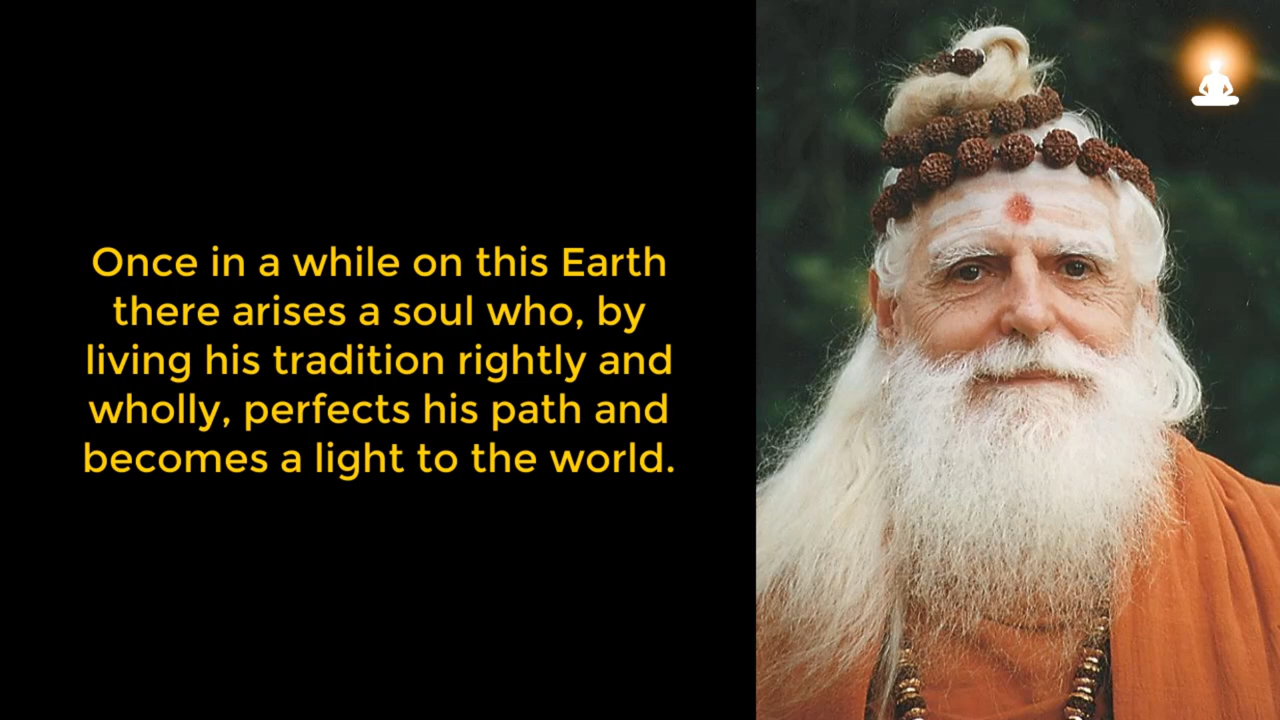 Once in a while on this Earth
there arises a soul who, by
living his tradition rightly and
wholly, perfects his path and
becomes a light to the world.